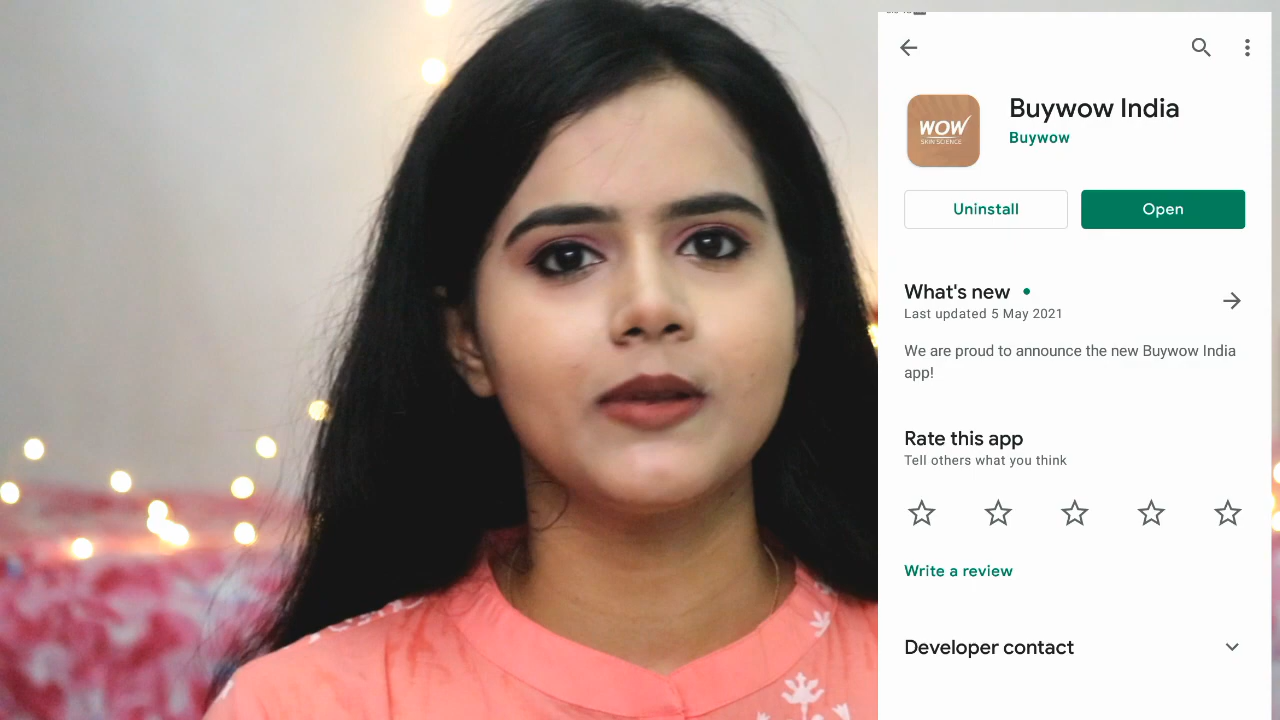 Buywow India
Buywow
WOW
SKIN SCIENCE
Uninstall
Open
What's new
Last updated 5 May 2021
We are proud to announce the new Buywow India
app!
Rate this app
Tell others what you think
Write a review
Developer contact